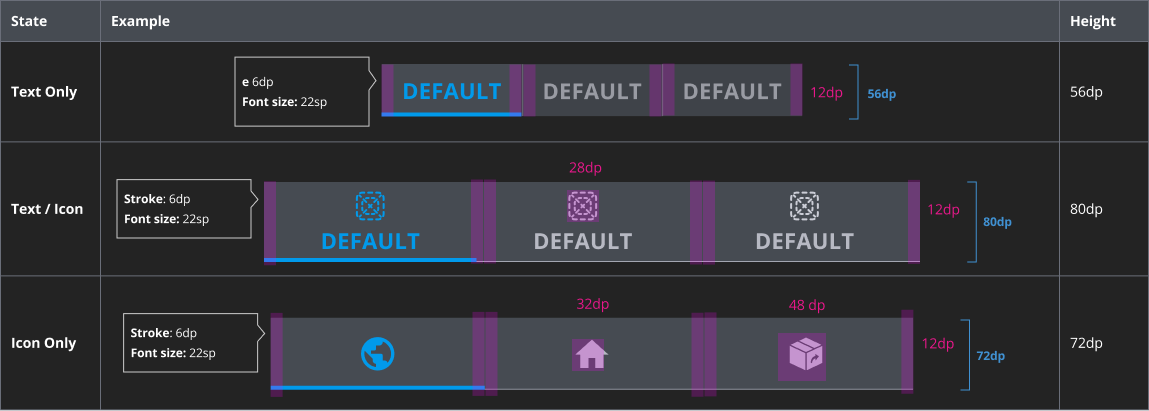 State Example Height
Text Only
e 6dp
Font size: 22sp
DEFAULT DEFAULT DEFAULT
12dp
56dp
56dp
28dp
Text / Icon
Stroke: 6dp
Font size: 22sp
DEFAULT DEFAULT DEFAULT
12dp
80dp
80dp
32dp
48 dp
Icon Only
Stroke: 6dp
Font size: 22sp
12dp
72dp
72dp